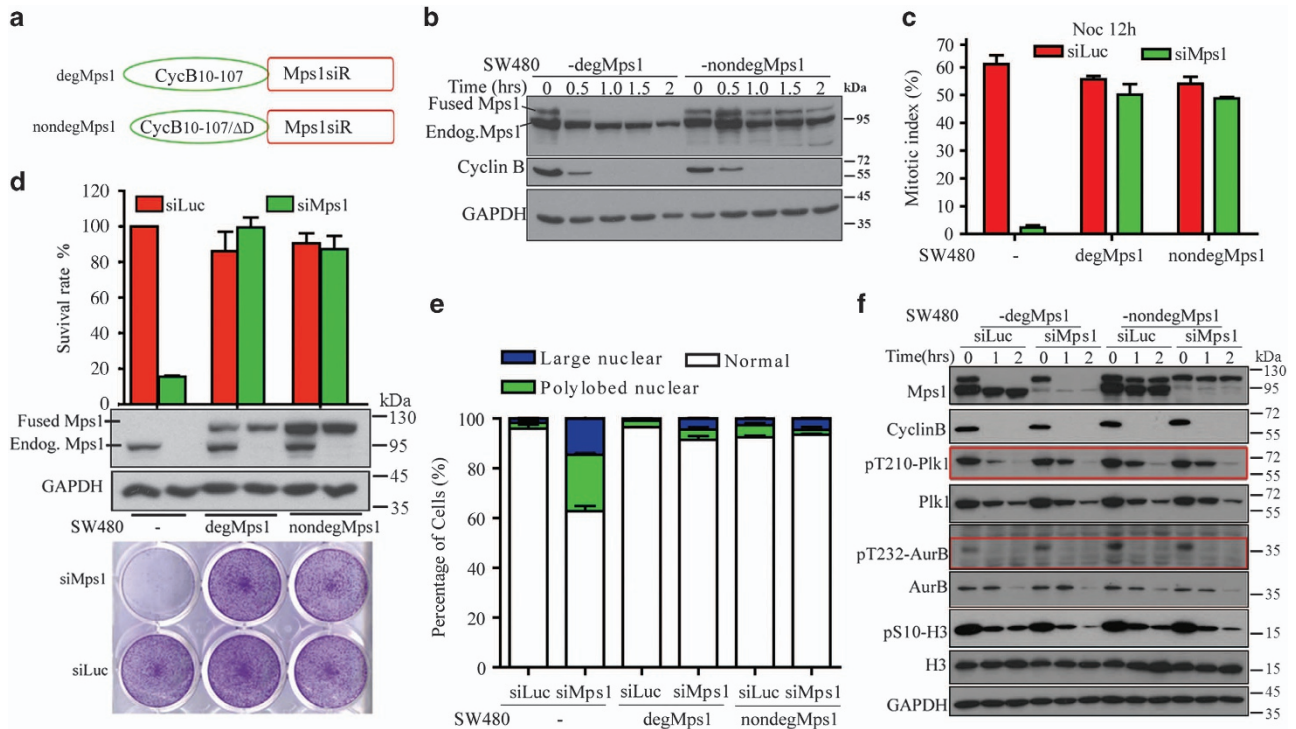 a
degMps1 CycB10-107 Mps1siR
nondegMps1 CycB10-107/ΔD Mps1siR
b
SW480 -degMps1 -nondegMps1
Time (hrs) 0 0.5 1.0 1.5 2 0 0.5 1.0 1.5 2 kDa
Fused Mps1
Endog.Mps1
95
Cyclin B
72
55
GAPDH
45
35
c
Noc 12h
siLuc
siMps1
Mitotic index (%)
70
60
50
40
30
20
10
0
SW480 - degMps1 nondegMps1
d
siLuc siMps1
Suvival rate %
120
100
80
60
40
20
0
kDa
Fused Mps1
130
Endog. Mps1
95
GAPDH
45
35
SW480 - degMps1 nondegMps1
siMps1
siLuc
e
Large nuclear Normal
Polylobed nuclear
Percentage of Cells (%)
100
80
60
40
20
0
siLuc siMps1 siLuc siMps1 siLuc siMps1
SW480 - degMps1 nondegMps1
f
SW480 -degMps1 -nondegMps1
siLuc siMps1 siLuc siMps1
Time(hrs) 0 1 2 0 1 2 0 1 2 0 1 2 kDa
Mps1
130
95
CyclinB
72
55
pT210-Plk1
72
55
Plk1
72
55
pT232-AurB
35
AurB
35
pS10-H3
15
H3
15
GAPDH
45
35